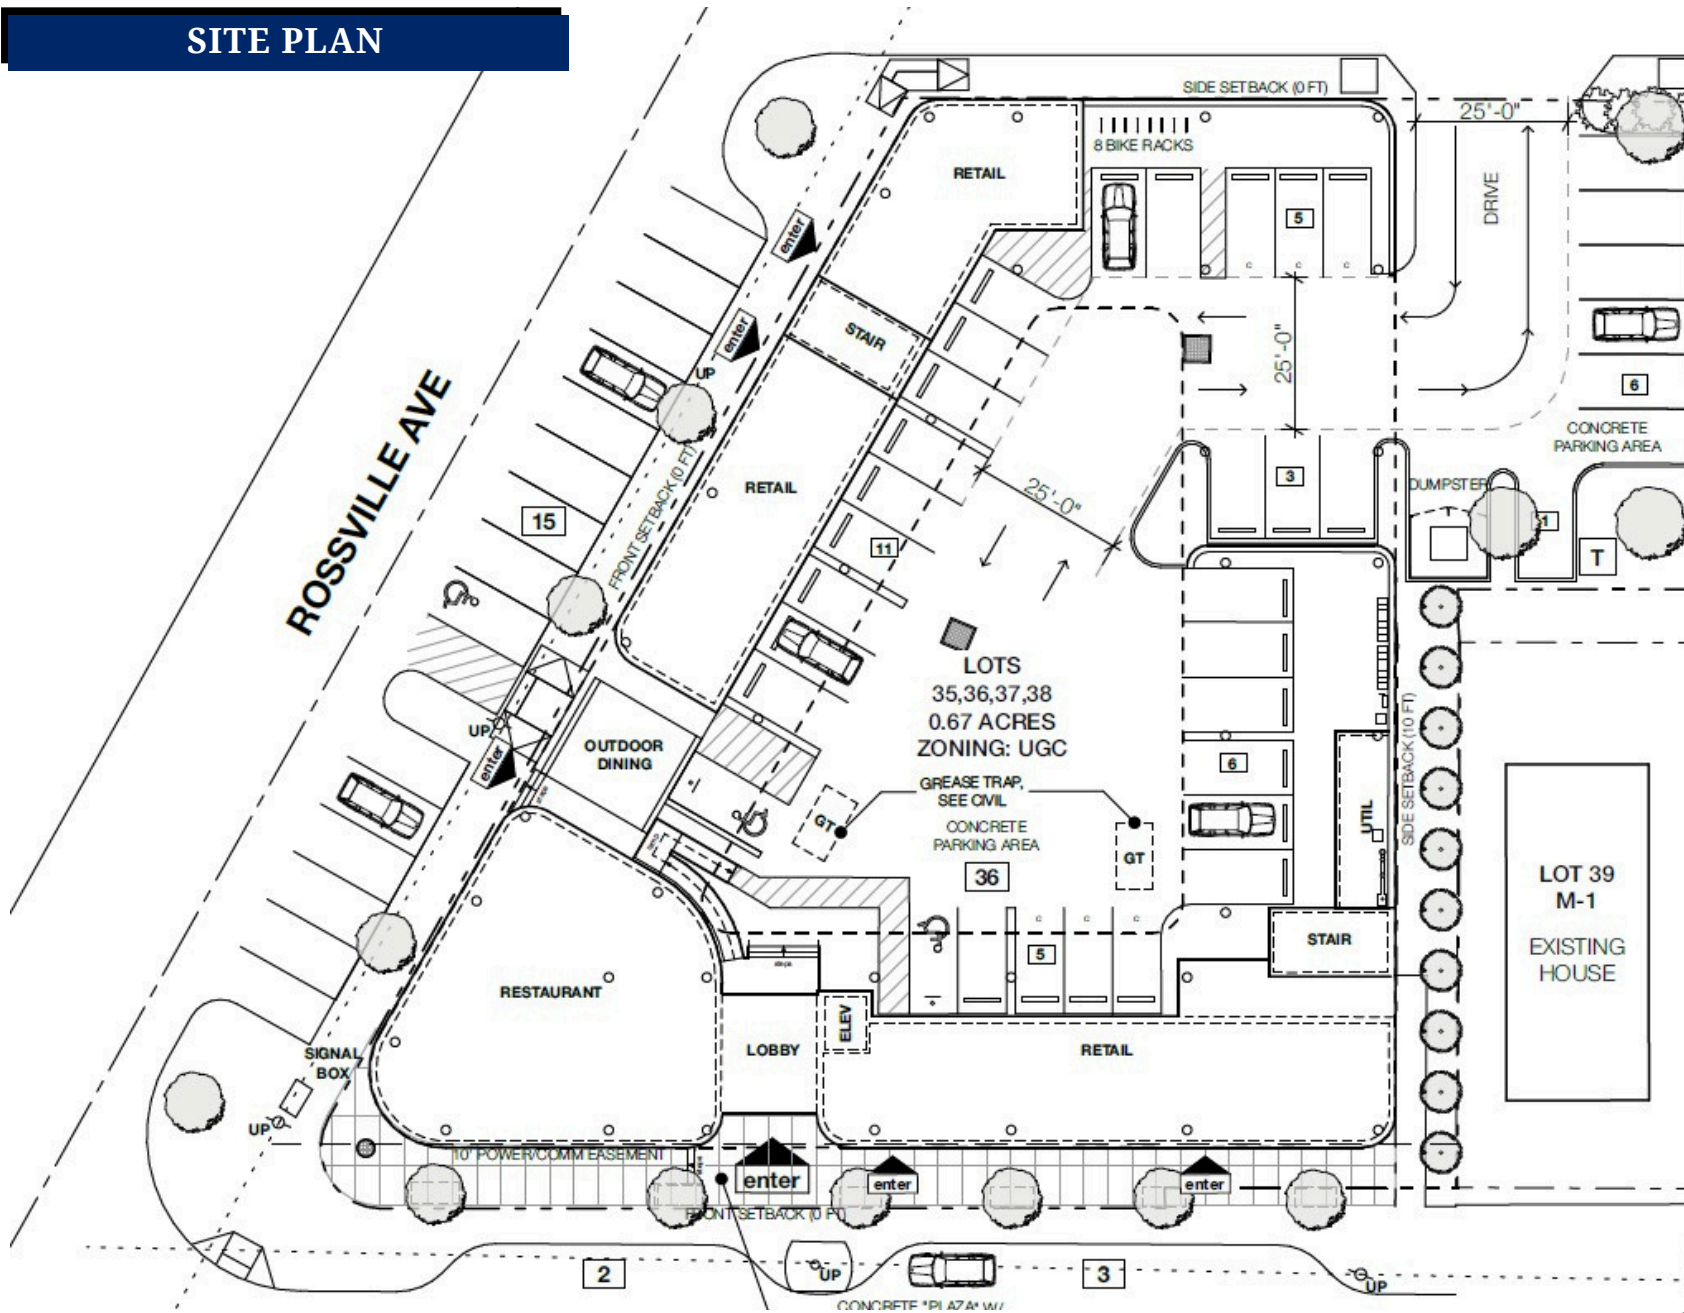 SITE PLAN
SIDE SETBACK (0 FT)
25'-0"
8 BIKE RACKS
RETAIL
enter
5
DRIVE
enter
STAIR
25'-0"
UP
ROSSVILLE AVE
6
CONCRETE
PARKING AREA
FRONT SETBACK (0 FT)
RETAIL
25'-0"
3
DUMPSTER
15
11
1
T
LOTS
35,36,37,38
0.67 ACRES
ZONING: UGC
SIDE SETBACK (10 FT)
UP
enter
OUTDOOR
DINING
6
GREASE TRAP,
SEE CIVIL
GT
CONCRETE
PARKING AREA
36
GT
UTIL
LOT 39
M-1
EXISTING
HOUSE
c
c
c
c
c
c
5
STAIR
steps
RESTAURANT
ELEV
LOBBY
RETAIL
SIGNAL
BOX
UP
10' POWER/COMM EASEMENT
enter
enter
enter
FRONT SETBACK (0 FT)
2
UP
3
UP
CONCRETE "PLAZA" W/